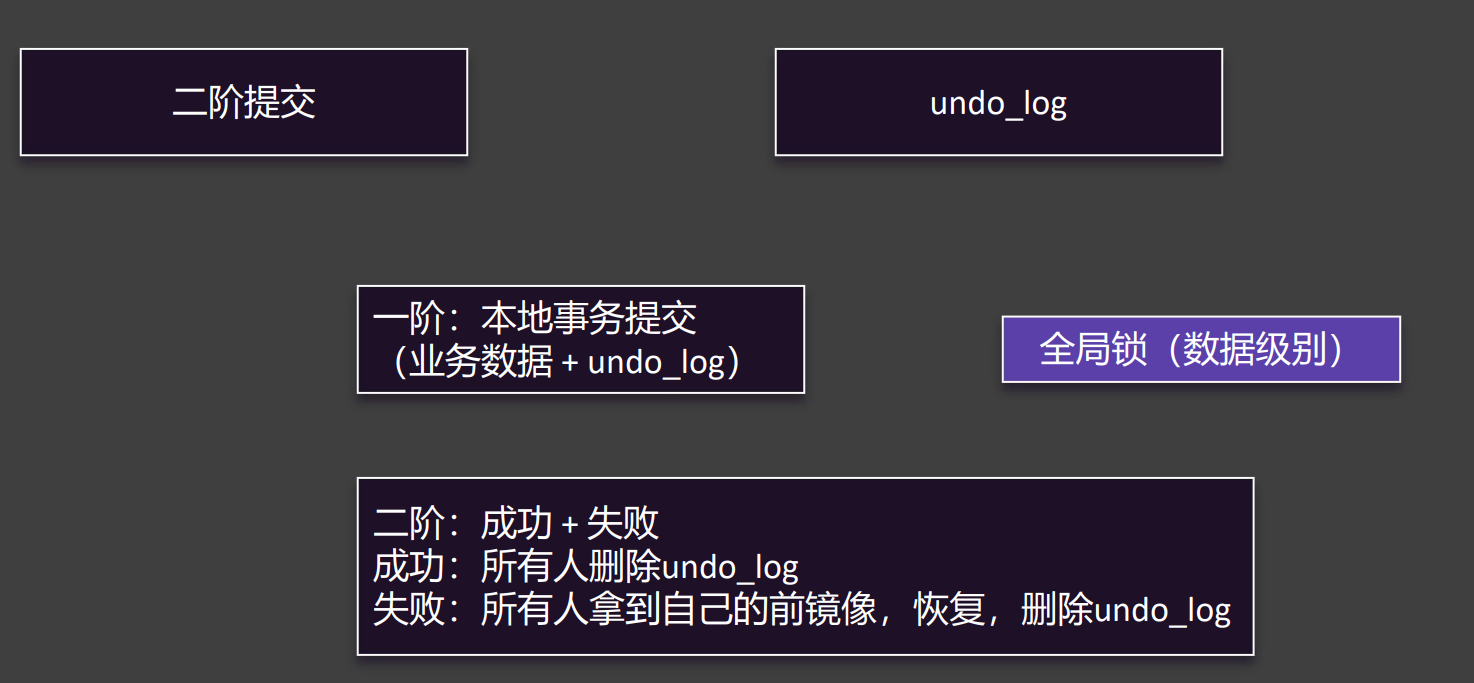 二阶提交
undo_log
一阶：本地事务提交
（业务数据 + undo_log）
全局锁（数据级别）
二阶：成功 + 失败
成功：所有人删除undo_log
失败：所有人拿到自己的前镜像，恢复，删除undo_log